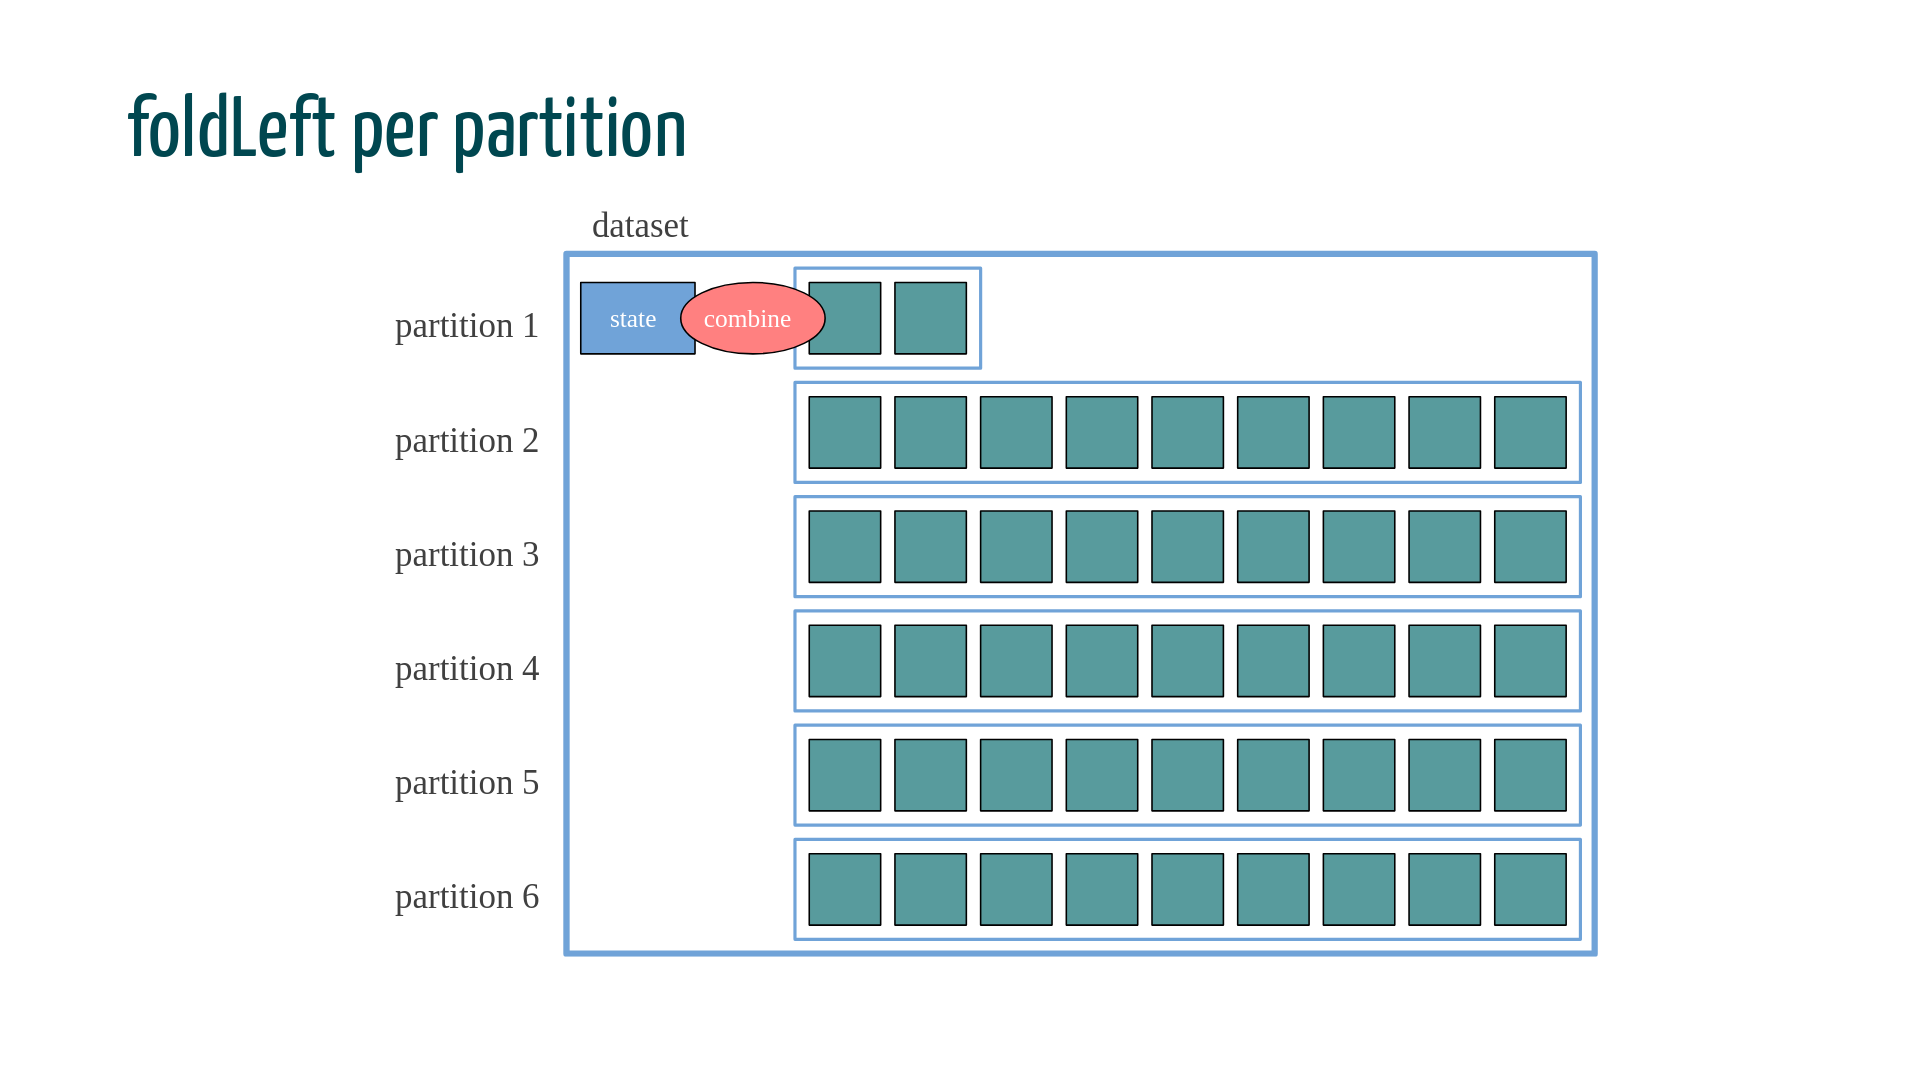 foldLeft per partition
dataset
partition 1
state
combine
partition 2
partition 3
partition 4
partition 5
partition 6